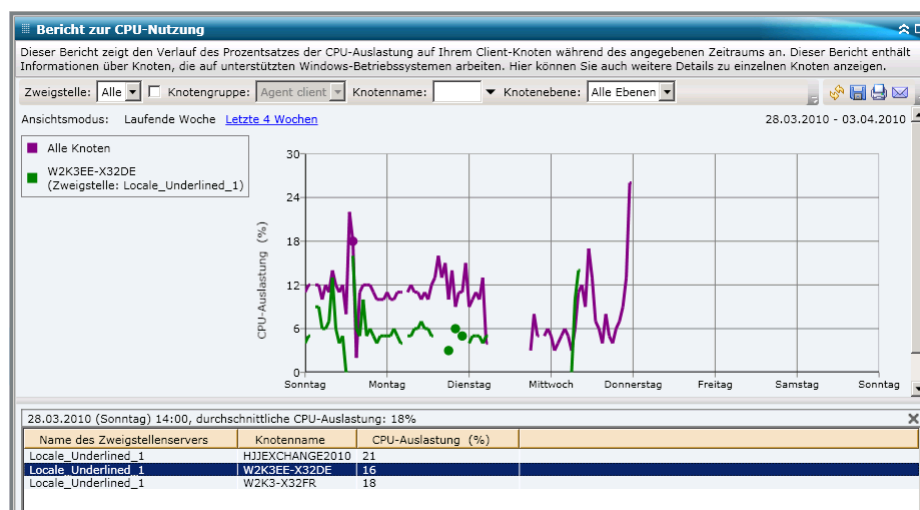 Bericht zur CPU-Nutzung
Dieser Bericht zeigt den Verlauf des Prozentsatzes der CPU-Auslastung auf Ihrem Client-Knoten während des angegebenen Zeitraums an. Dieser Bericht enthält
Informationen über Knoten, die auf unterstützten Windows-Betriebssystemen arbeiten. Hier können Sie auch weitere Details zu einzelnen Knoten anzeigen.
Zweigstelle: Alle Knotengruppe: Agent client Knotenname: Knotenebene: Alle Ebenen
Ansichtsmodus: Laufende Woche Letzte 4 Wochen 28.03.2010 - 03.04.2010
Alle Knoten
W2K3EE-X32DE
(Zweigstelle: Locale_Underlined_1)
CPU-Auslastung (%)
30
24
18
12
6
0
Sonntag Montag Dienstag Mittwoch Donnerstag Freitag Samstag Sonntag
28.03.2010 (Sonntag) 14:00, durchschnittliche CPU-Auslastung: 18%
Name des Zweigstellenservers Knotenname CPU-Auslastung (%)
Locale_Underlined_1 HJJEXCHANGE2010 21
Locale_Underlined_1 W2K3EE-X32DE 16
Locale_Underlined_1 W2K3-X32FR 18